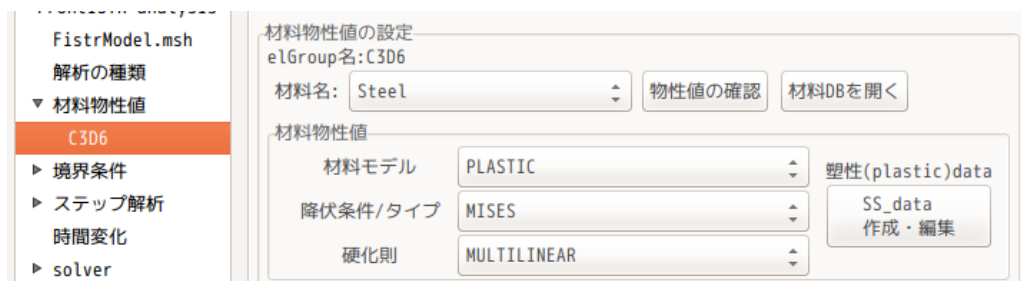 FistrModel.msh
解析の種類
材料物性値
C3D6
境界条件
ステップ解析
時間変化
solver
材料物性値の設定
elGroup名:C3D6
材料名: Steel 物性値の確認 材料DBを開く
材料物性値
材料モデル PLASTIC
降伏条件/タイプ MISES
硬化則 MULTILINEAR
塑性(plastic)data
SS_data
作成・編集